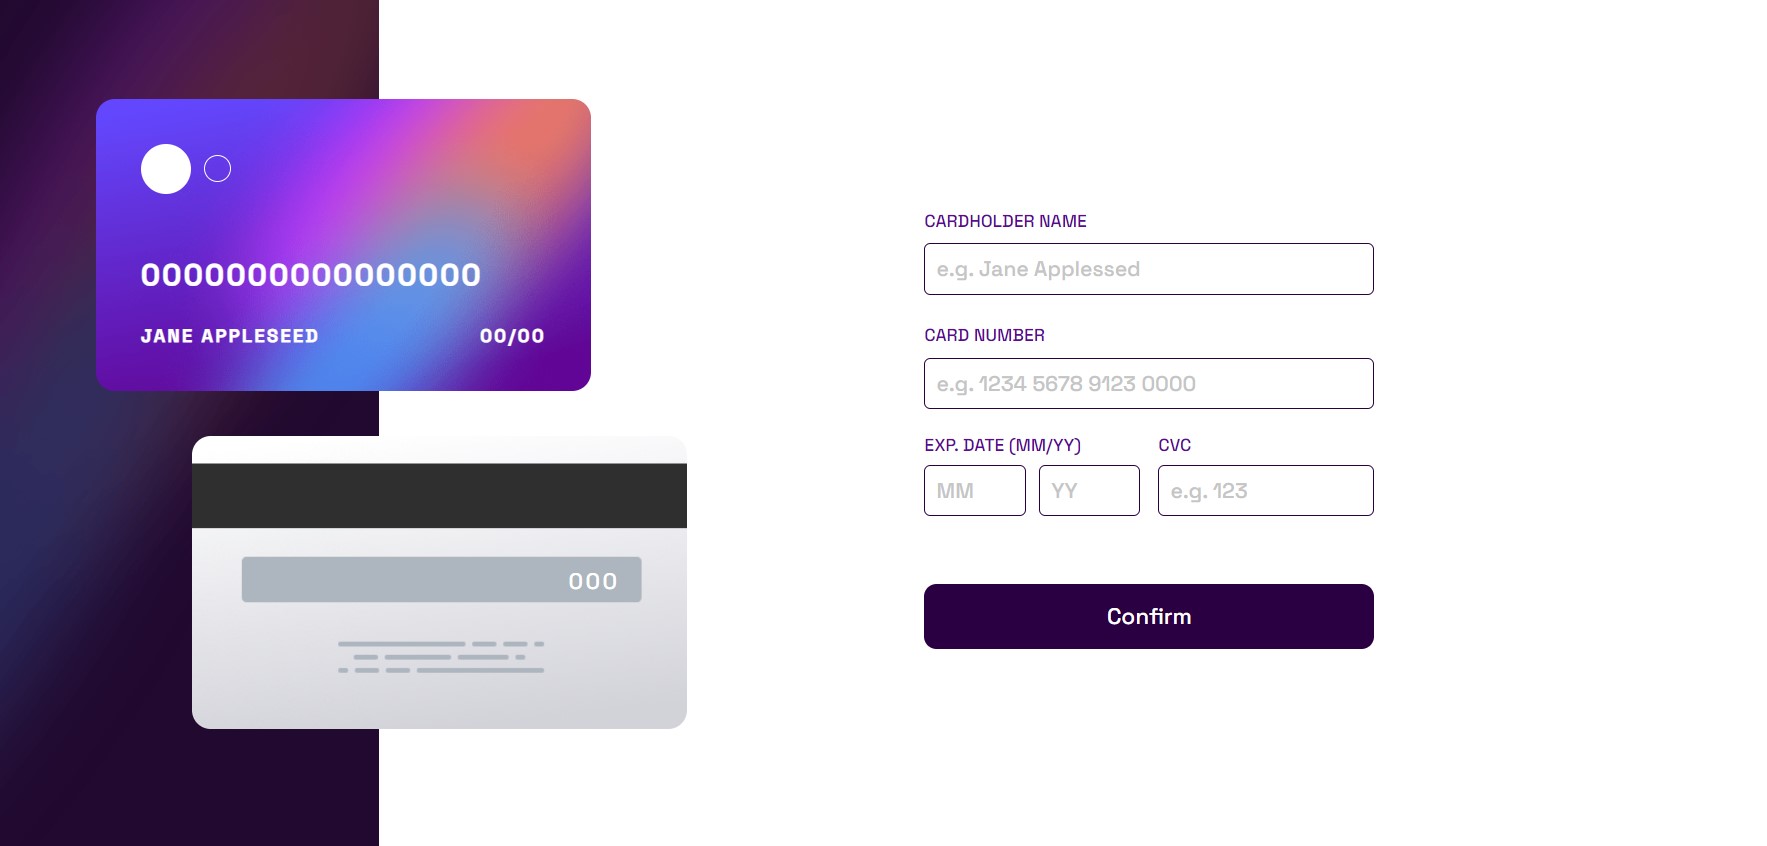 0000000000000000
JANE APPLESEED 00/00
000
CARDHOLDER NAME
e.g. Jane Applessed
CARD NUMBER
e.g. 1234 5678 9123 0000
EXP. DATE (MM/YY) CVC
MM YY e.g. 123
Confirm